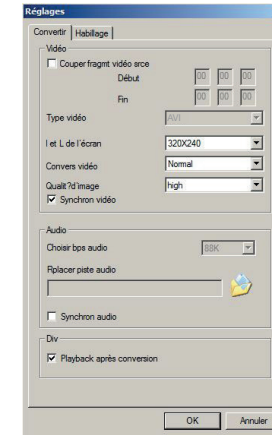 Réglages
Convertir Habillage
Vidéo
Couper fragmt vidéo srce
Début 00 00 00
Fin 00 00 00
Type vidéo AVI
l et L de l'écran 320X240
Convers vidéo Normal
Qualit?d'image high
Synchron vidéo
Audio
Choisir bps audio 88K
Rplacer piste audio
Synchron audio
Div
Playback après conversion
OK Annuler